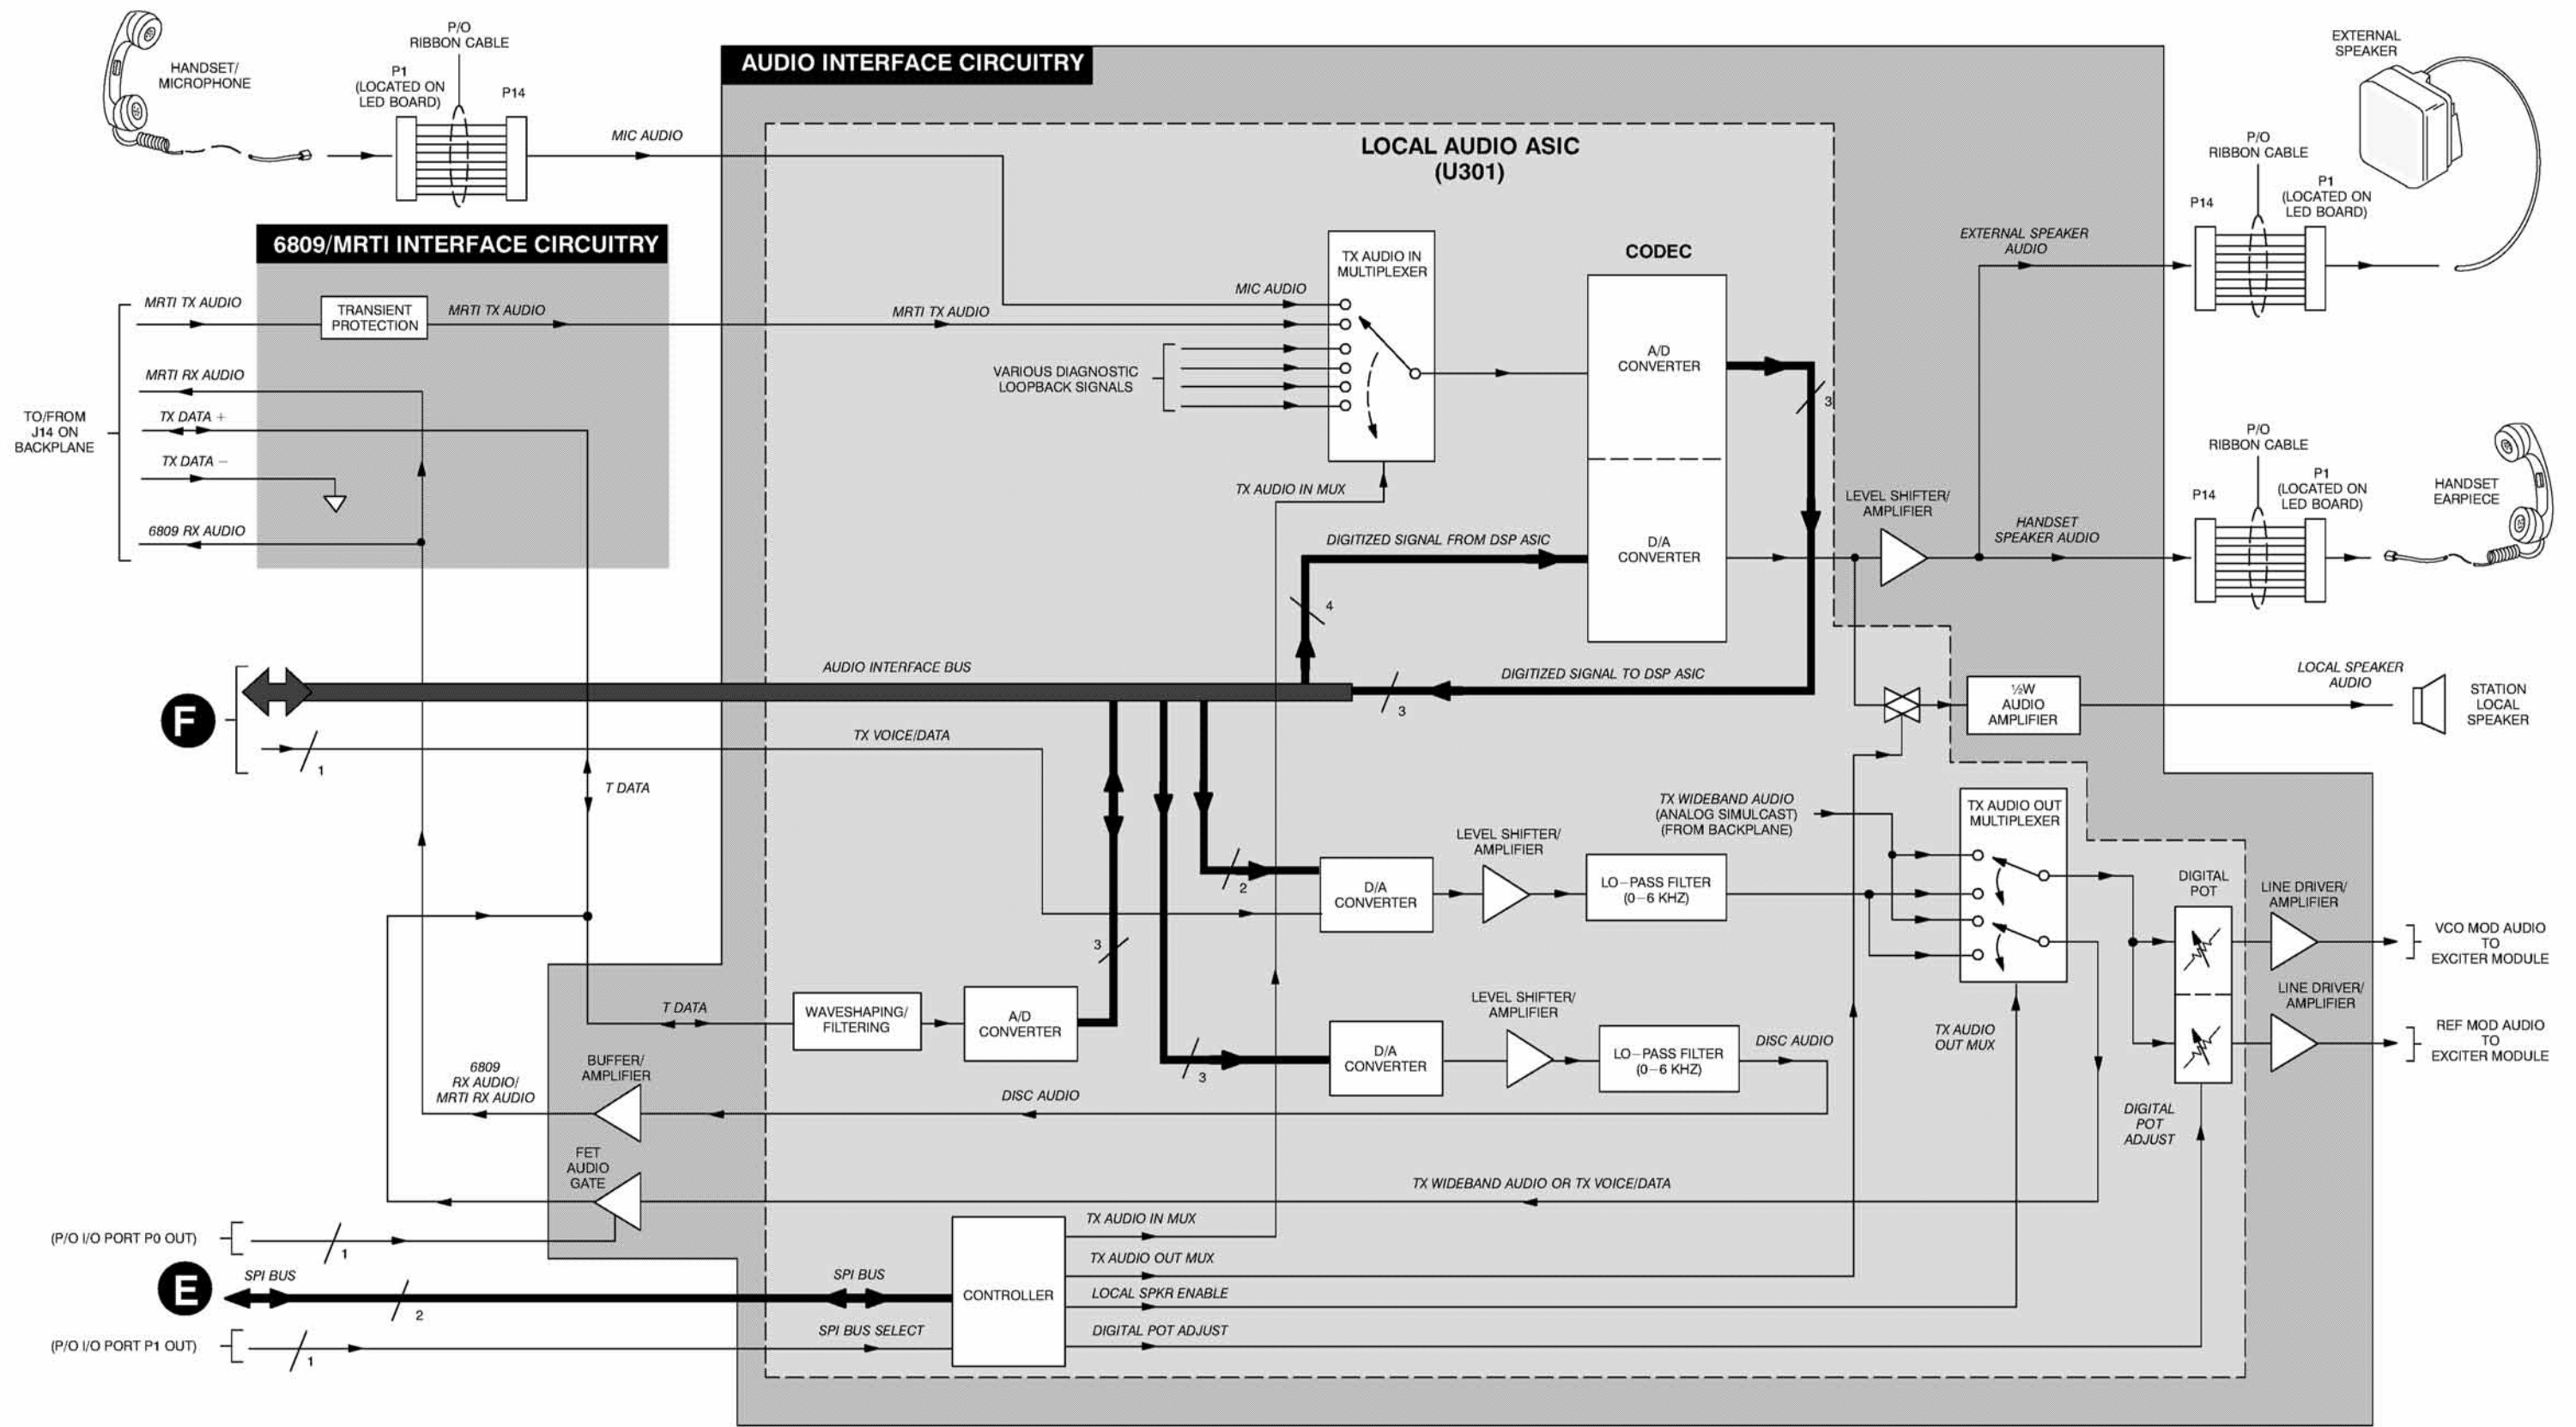 P/O
RIBBON CABLE
HANDSET/
MICROPHONE
P1
(LOCATED ON
LED BOARD)
P14
MIC AUDIO
AUDIO INTERFACE CIRCUITRY
EXTERNAL
SPEAKER
LOCAL AUDIO ASIC
(U301)
P/O
RIBBON CABLE
P1
(LOCATED ON
LED BOARD)
P14
EXTERNAL SPEAKER
AUDIO
6809/MRTI INTERFACE CIRCUITRY
TX AUDIO IN
MULTIPLEXER
CODEC
MRTI TX AUDIO
TRANSIENT
PROTECTION
MRTI TX AUDIO
MRTI TX AUDIO
MIC AUDIO
VARIOUS DIAGNOSTIC
LOOPBACK SIGNALS
A/D
CONVERTER
3
MRTI RX AUDIO
TX DATA +
TO/FROM
J14 ON
BACKPLANE
TX DATA –
6809 RX AUDIO
TX AUDIO IN MUX
DIGITIZED SIGNAL FROM DSP ASIC
D/A
CONVERTER
4
LEVEL SHIFTER/
AMPLIFIER
HANDSET
SPEAKER AUDIO
P/O
RIBBON CABLE
P14
P1
(LOCATED ON
LED BOARD)
HANDSET
EARPIECE
AUDIO INTERFACE BUS
DIGITIZED SIGNAL TO DSP ASIC
3
F
½W
AUDIO
AMPLIFIER
LOCAL SPEAKER
AUDIO
STATION
LOCAL
SPEAKER
TX VOICE/DATA
1
T DATA
TX WIDEBAND AUDIO
(ANALOG SIMULCAST)
(FROM BACKPLANE)
TX AUDIO OUT
MULTIPLEXER
LEVEL SHIFTER/
AMPLIFIER
2
D/A
CONVERTER
LO–PASS FILTER
(0–6 KHZ)
DIGITAL
POT
LINE DRIVER/
AMPLIFIER
VCO MOD AUDIO
TO
EXCITER MODULE
3
T DATA
WAVESHAPING/
FILTERING
A/D
CONVERTER
LEVEL SHIFTER/
AMPLIFIER
3
D/A
CONVERTER
LO–PASS FILTER
(0–6 KHZ)
DISC AUDIO
TX AUDIO
OUT MUX
LINE DRIVER/
AMPLIFIER
REF MOD AUDIO
TO
EXCITER MODULE
6809
RX AUDIO/
MRTI RX AUDIO
BUFFER/
AMPLIFIER
DISC AUDIO
DIGITAL
POT
ADJUST
FET
AUDIO
GATE
TX WIDEBAND AUDIO OR TX VOICE/DATA
(P/O I/O PORT P0 OUT)
1
TX AUDIO IN MUX
TX AUDIO OUT MUX
E
SPI BUS
2
SPI BUS
CONTROLLER
LOCAL SPKR ENABLE
(P/O I/O PORT P1 OUT)
1
SPI BUS SELECT
DIGITAL POT ADJUST